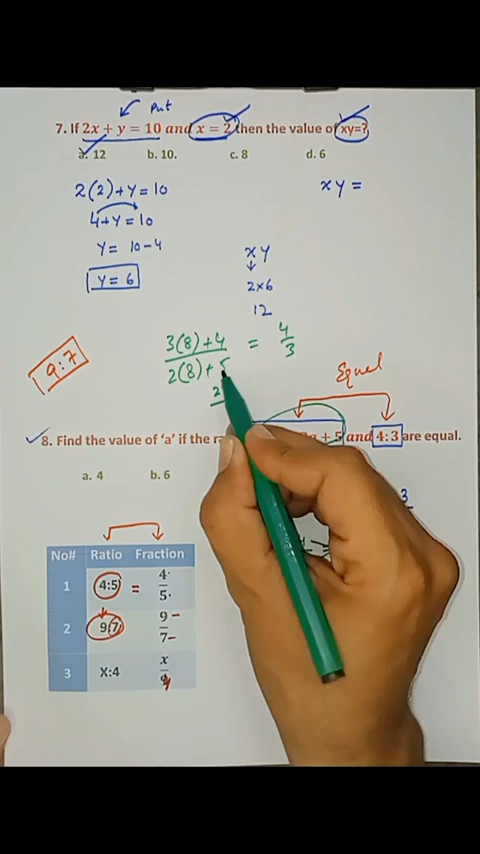 Put
7. If 2x + y = 10 and x = 2 then the value of xy=?
a. 12 b. 10. c. 8 d. 6
2(2)+Y=10
xY =
4+Y=10
Y= 10-4
Y= 6
xY
2×6
12
3(8)+4 / 2(8)+5 = 4/3
9:7
Equal
2
8. Find the value of 'a' if the + 5 and 4:3 are equal.
a. 4 b. 6
3
No# Ratio Fraction
1 4:5 = 4/5
2 9:7 9/7
3 X:4 x/4